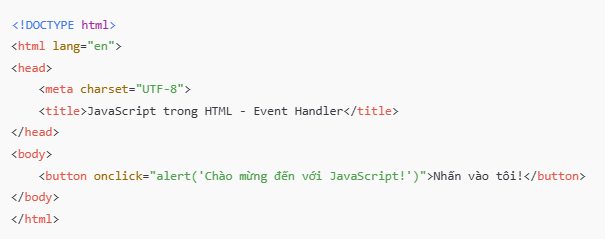 <!DOCTYPE html>
<html lang="en">
<head>
    <meta charset="UTF-8">
    <title>JavaScript trong HTML - Event Handler</title>
</head>
<body>
    <button onclick="alert('Chào mừng đến với JavaScript!')">Nhấn vào tôi!</button>
</body>
</html>